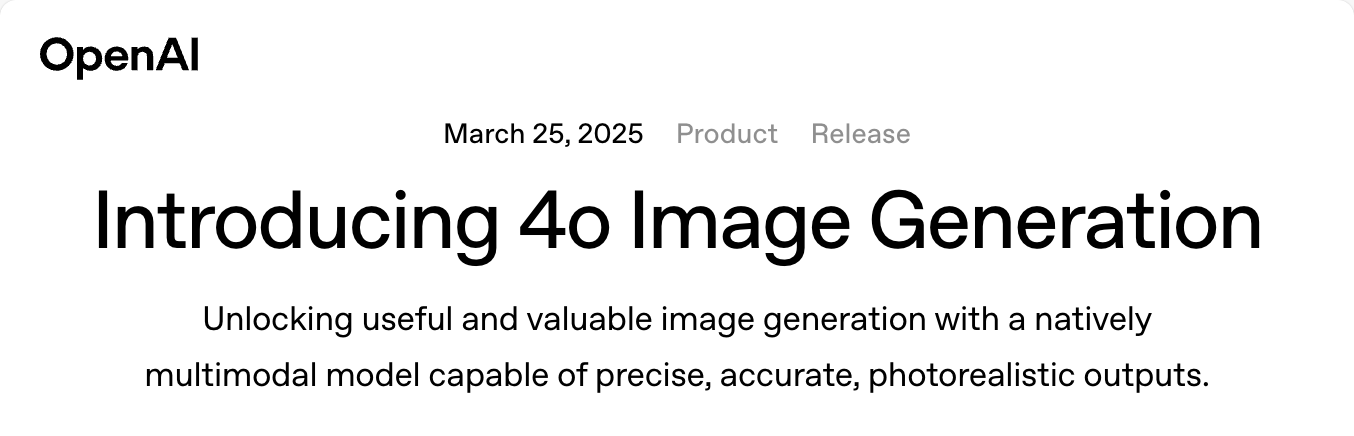 OpenAI
March 25, 2025 Product Release
Introducing 4o Image Generation
Unlocking useful and valuable image generation with a natively
multimodal model capable of precise, accurate, photorealistic outputs.